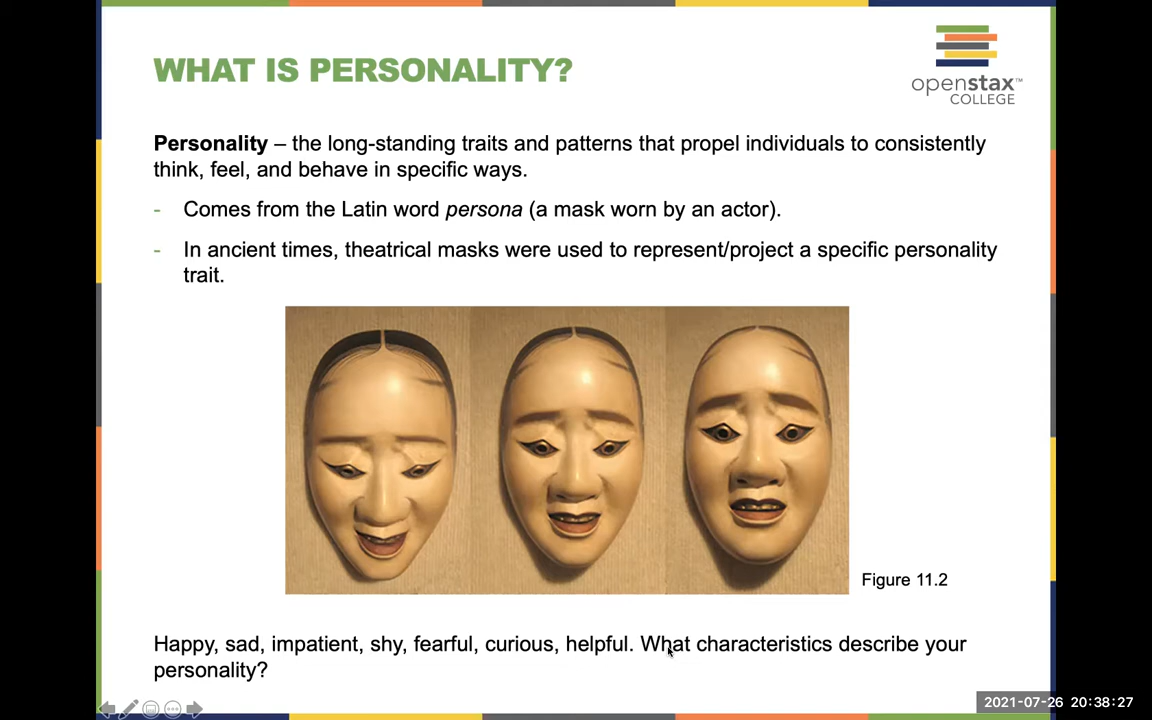 WHAT IS PERSONALITY?
openstax™
COLLEGE
Personality – the long-standing traits and patterns that propel individuals to consistently
think, feel, and behave in specific ways.
- Comes from the Latin word persona (a mask worn by an actor).
- In ancient times, theatrical masks were used to represent/project a specific personality
trait.
Figure 11.2
Happy, sad, impatient, shy, fearful, curious, helpful. What characteristics describe your
personality?
2021-07-26 20:38:27